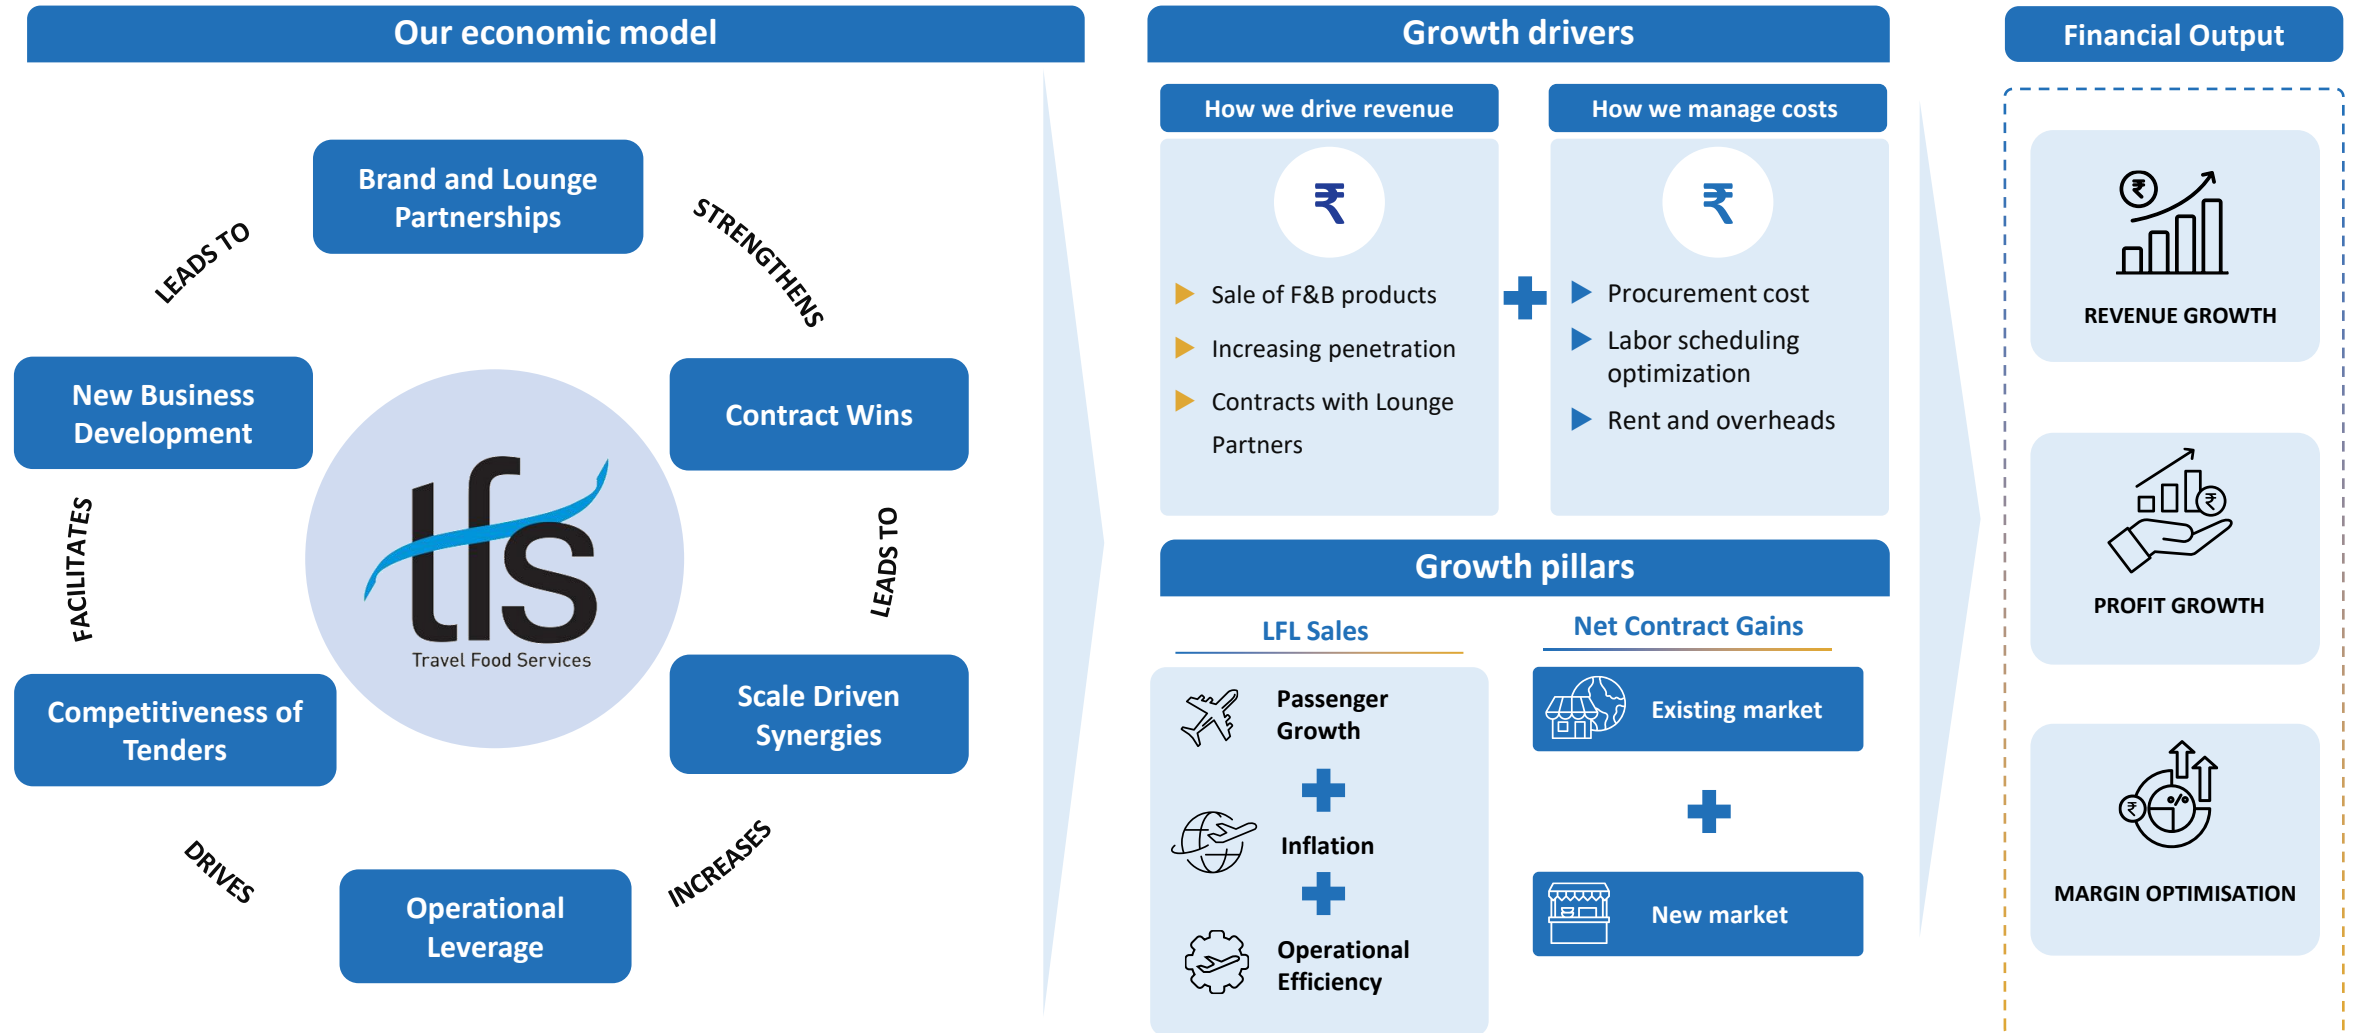 Our economic model
Brand and Lounge
Partnerships
STRENGTHENS
Contract Wins
LEADS TO
Scale Driven
Synergies
INCREASES
Operational
Leverage
DRIVES
Competitiveness of
Tenders
FACILITATES
New Business
Development
LEADS TO
tfs
Travel Food Services
Growth drivers
How we drive revenue
₹
Sale of F&B products
Increasing penetration
Contracts with Lounge
Partners
How we manage costs
₹
Procurement cost
Labor scheduling
optimization
Rent and overheads
Growth pillars
LFL Sales
Passenger
Growth
Inflation
Operational
Efficiency
Net Contract Gains
Existing market
New market
Financial Output
₹
REVENUE GROWTH
₹
PROFIT GROWTH
₹
%
MARGIN OPTIMISATION